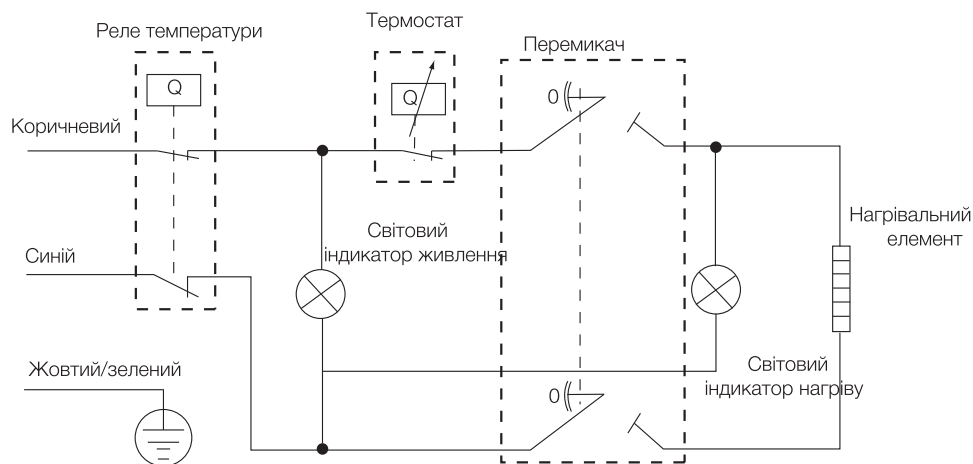 Реле температури
Термостат
Перемикач
Q
Q
0
Коричневий
Світовий
індикатор живлення
Нагрівальний
елемент
Синій
Жовтий/зелений
Світовий
індикатор нагріву
0